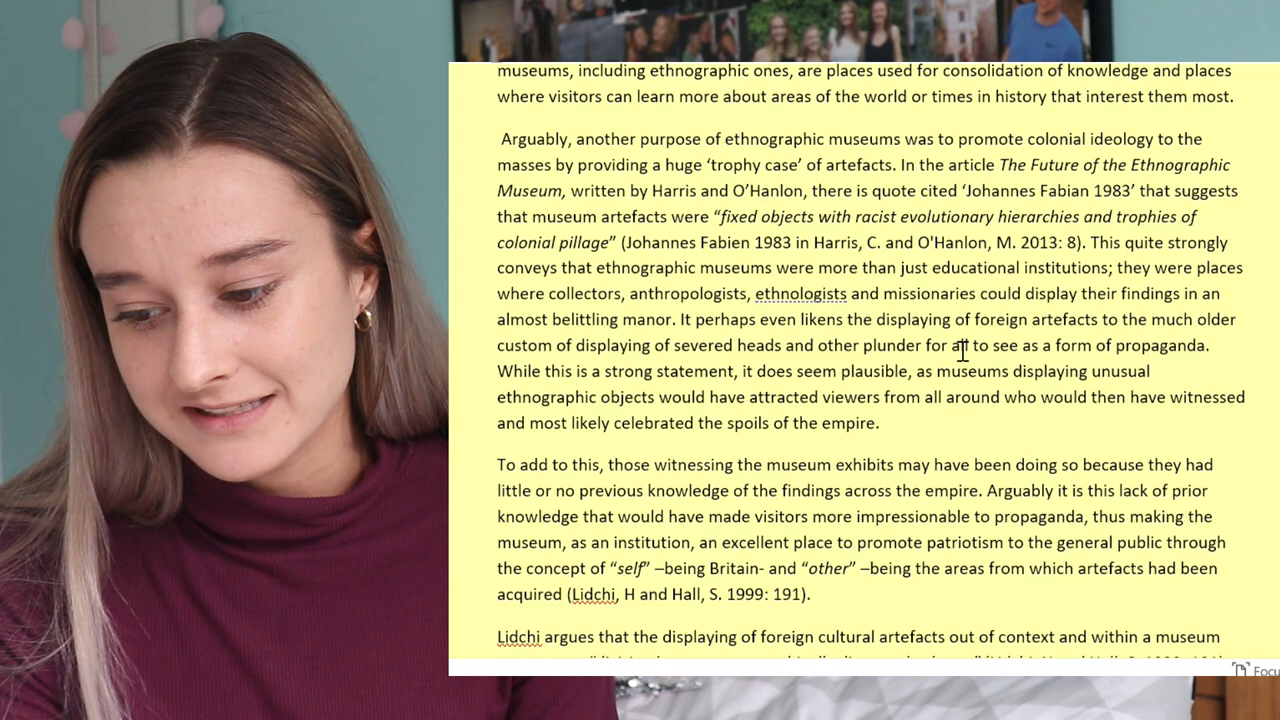 museums, including ethnographic ones, are places used for consolidation of knowledge and places
where visitors can learn more about areas of the world or times in history that interest them most.
Arguably, another purpose of ethnographic museums was to promote colonial ideology to the
masses by providing a huge ‘trophy case’ of artefacts. In the article The Future of the Ethnographic
Museum, written by Harris and O’Hanlon, there is quote cited ‘Johannes Fabian 1983’ that suggests
that museum artefacts were “fixed objects with racist evolutionary hierarchies and trophies of
colonial pillage” (Johannes Fabien 1983 in Harris, C. and O'Hanlon, M. 2013: 8). This quite strongly
conveys that ethnographic museums were more than just educational institutions; they were places
where collectors, anthropologists, ethnologists and missionaries could display their findings in an
almost belittling manor. It perhaps even likens the displaying of foreign artefacts to the much older
custom of displaying of severed heads and other plunder for all to see as a form of propaganda.
While this is a strong statement, it does seem plausible, as museums displaying unusual
ethnographic objects would have attracted viewers from all around who would then have witnessed
and most likely celebrated the spoils of the empire.
To add to this, those witnessing the museum exhibits may have been doing so because they had
little or no previous knowledge of the findings across the empire. Arguably it is this lack of prior
knowledge that would have made visitors more impressionable to propaganda, thus making the
museum, as an institution, an excellent place to promote patriotism to the general public through
the concept of “self” –being Britain- and “other” –being the areas from which artefacts had been
acquired (Lidchi, H and Hall, S. 1999: 191).
Lidchi argues that the displaying of foreign cultural artefacts out of context and within a museum
Focu